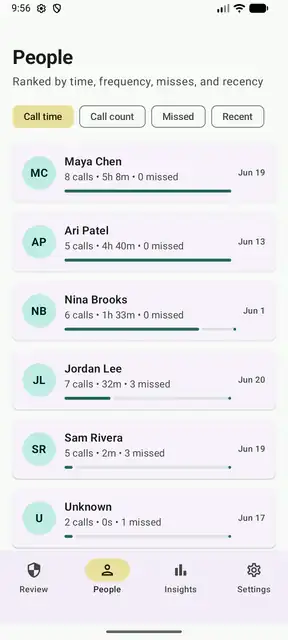 9:56
People
Ranked by time, frequency, misses, and recency
Call time
Call count
Missed
Recent
MC
Maya Chen
8 calls • 5h 8m • 0 missed
Jun 19
AP
Ari Patel
5 calls • 4h 40m • 0 missed
Jun 13
NB
Nina Brooks
6 calls • 1h 33m • 0 missed
Jun 1
JL
Jordan Lee
7 calls • 32m • 3 missed
Jun 20
SR
Sam Rivera
5 calls • 2m • 3 missed
Jun 19
U
Unknown
2 calls • 0s • 1 missed
Jun 17
Review
People
Insights
Settings